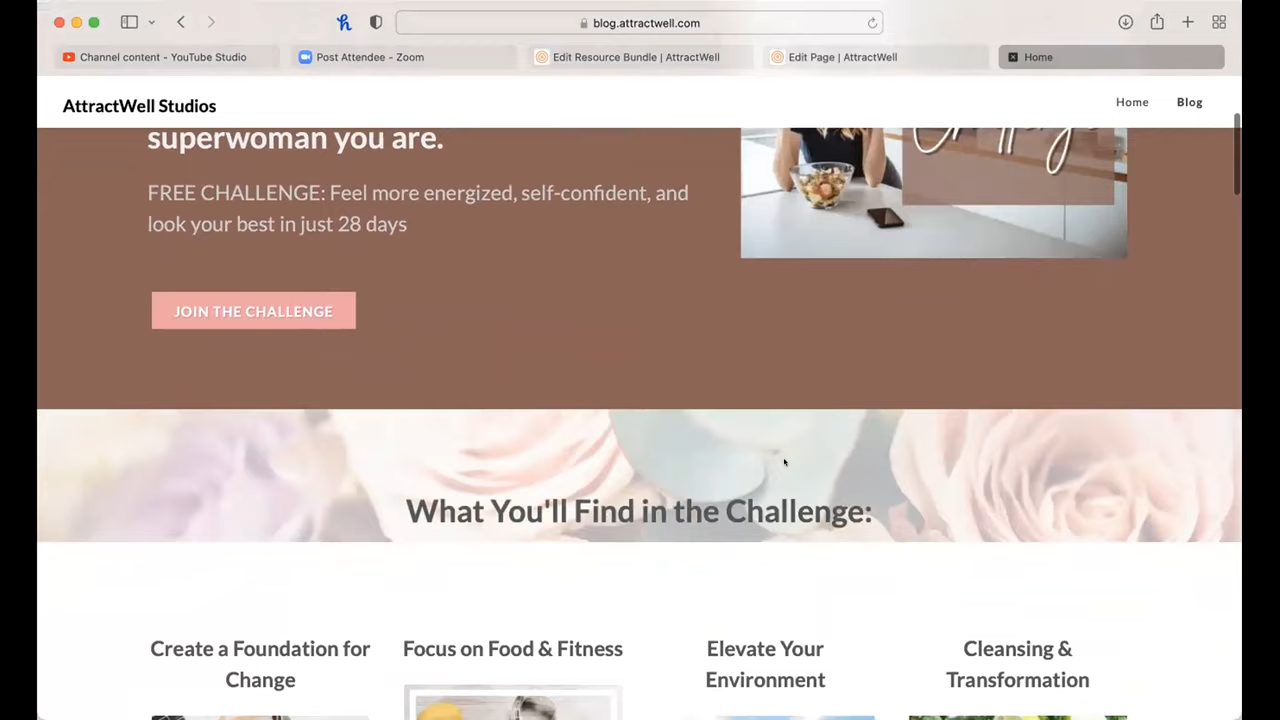 blog.attractwell.com
Channel content - YouTube Studio
Post Attendee - Zoom
Edit Resource Bundle | AttractWell
Edit Page | AttractWell
Home
AttractWell Studios
Home
Blog
superwoman you are.
Challenge
FREE CHALLENGE: Feel more energized, self-confident, and
look your best in just 28 days
JOIN THE CHALLENGE
What You'll Find in the Challenge:
Create a Foundation for
Change
Focus on Food & Fitness
Elevate Your
Environment
Cleansing &
Transformation